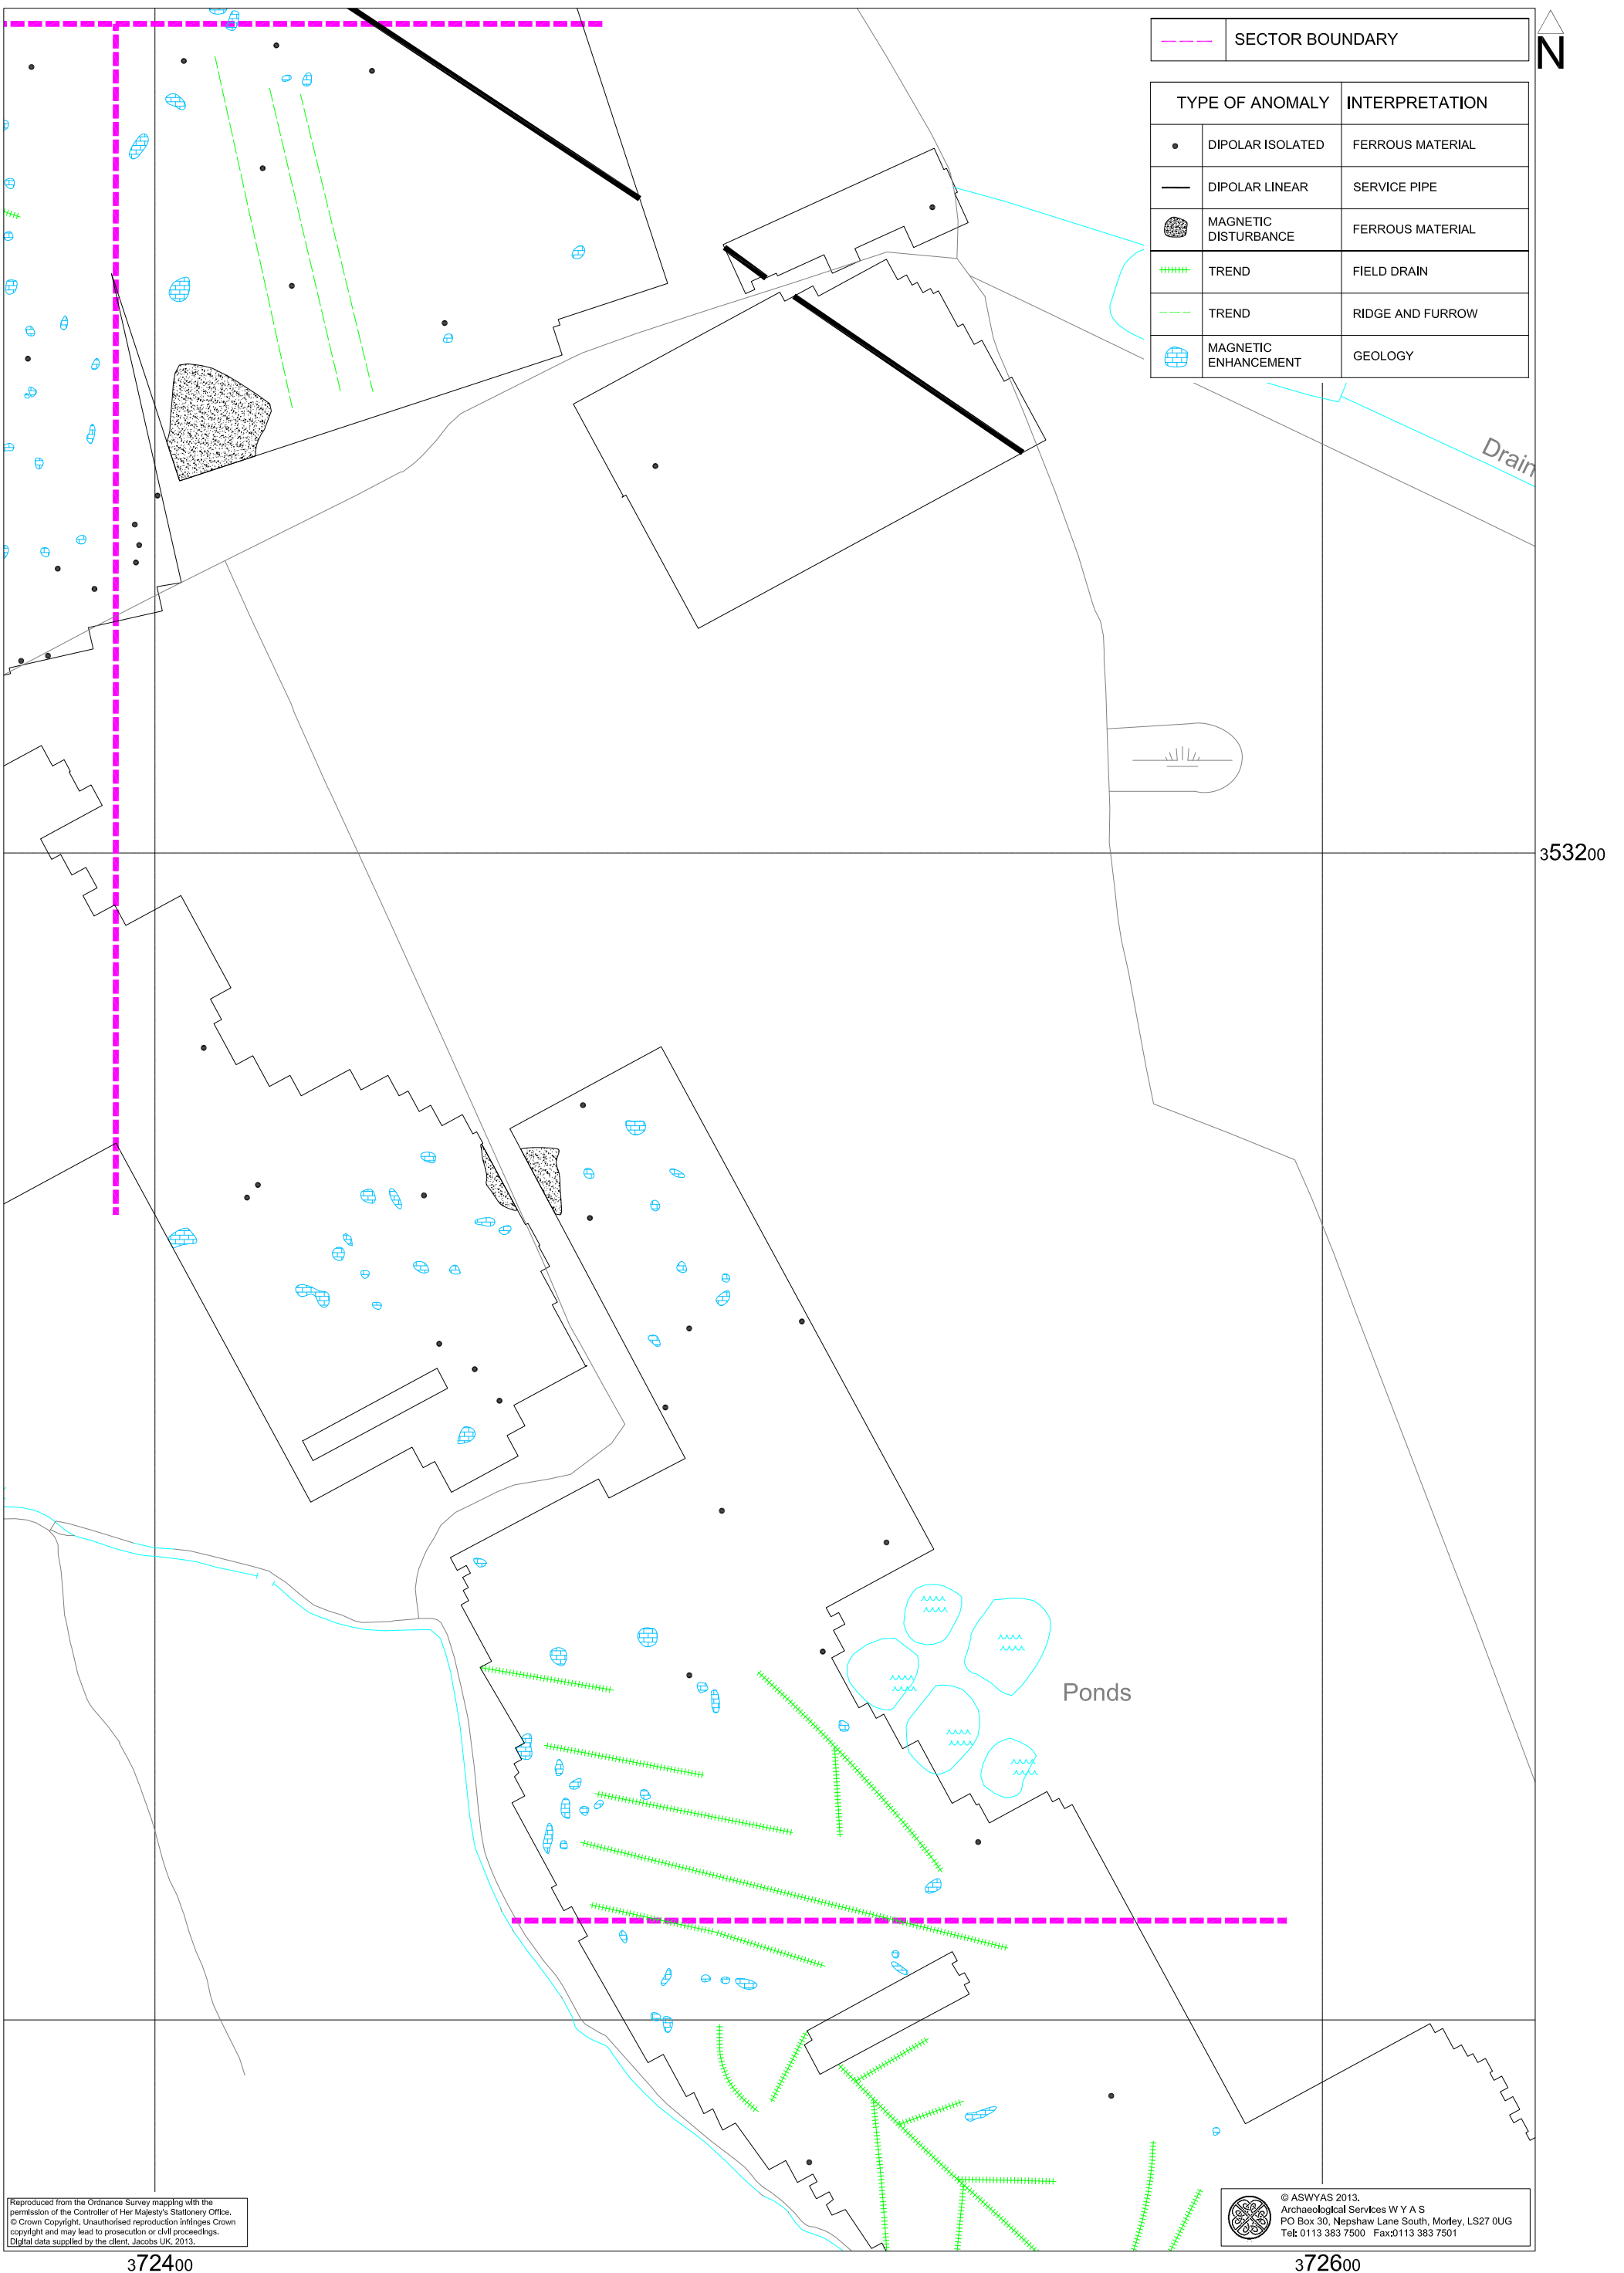 SECTOR BOUNDARY
N
TYPE OF ANOMALY INTERPRETATION
DIPOLAR ISOLATED FERROUS MATERIAL
DIPOLAR LINEAR SERVICE PIPE
MAGNETIC DISTURBANCE FERROUS MATERIAL
TREND FIELD DRAIN
TREND RIDGE AND FURROW
MAGNETIC ENHANCEMENT GEOLOGY
Drain
353200
Ponds
Reproduced from the Ordnance Survey mapping with the
permission of the Controller of Her Majesty's Stationery Office.
© Crown Copyright. Unauthorised reproduction infringes Crown
copyright and may lead to prosecution or civil proceedings.
Digital data supplied by the client, Jacobs UK, 2013.
© ASWYAS 2013.
Archaeological Services W Y A S
PO Box 30, Nepshaw Lane South, Morley, LS27 0UG
Tel: 0113 383 7500 Fax:0113 383 7501
372400
372600